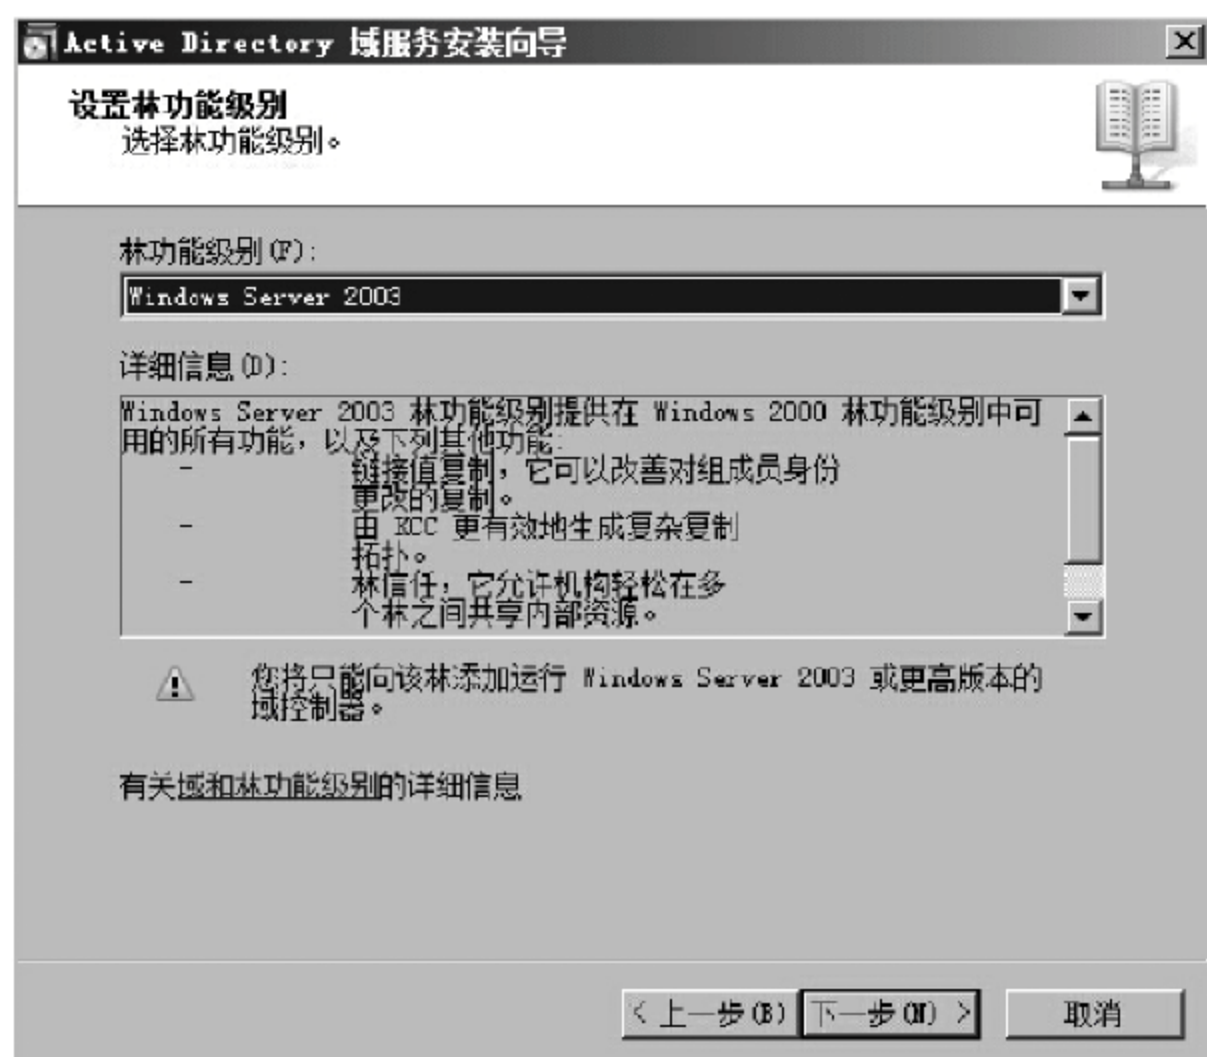 Active Directory 域服务安装向导
设置林功能级别
选择林功能级别。
林功能级别(F):
Windows Server 2003
详细信息(D):
Windows Server 2003 林功能级别提供在 Windows 2000 林功能级别中可
用的所有功能，以及下列其他功能:
- 链接值复制，它可以改善对组成员身份
更改的复制。
- 由 KCC 更有效地生成复杂复制
拓扑。
- 林信任，它允许机构轻松在多
个林之间共享内部资源。
您将只能向该林添加运行 Windows Server 2003 或更高版本的
域控制器。
有关域和林功能级别的详细信息
< 上一步(B) 下一步(N) > 取消